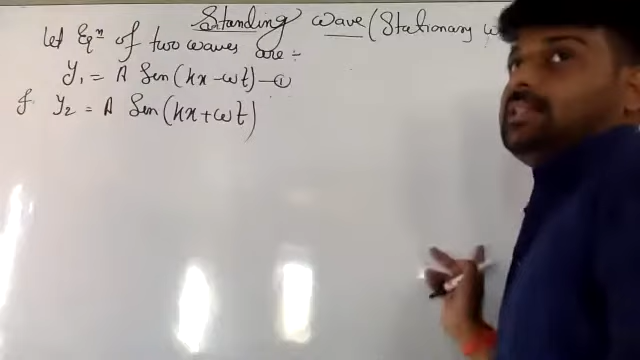 Standing wave (Stationary w
Let Eqⁿ of two waves are :-
y₁ = A Sin(kx-ωt) — ①
& y₂ = A Sin(kx+ωt)